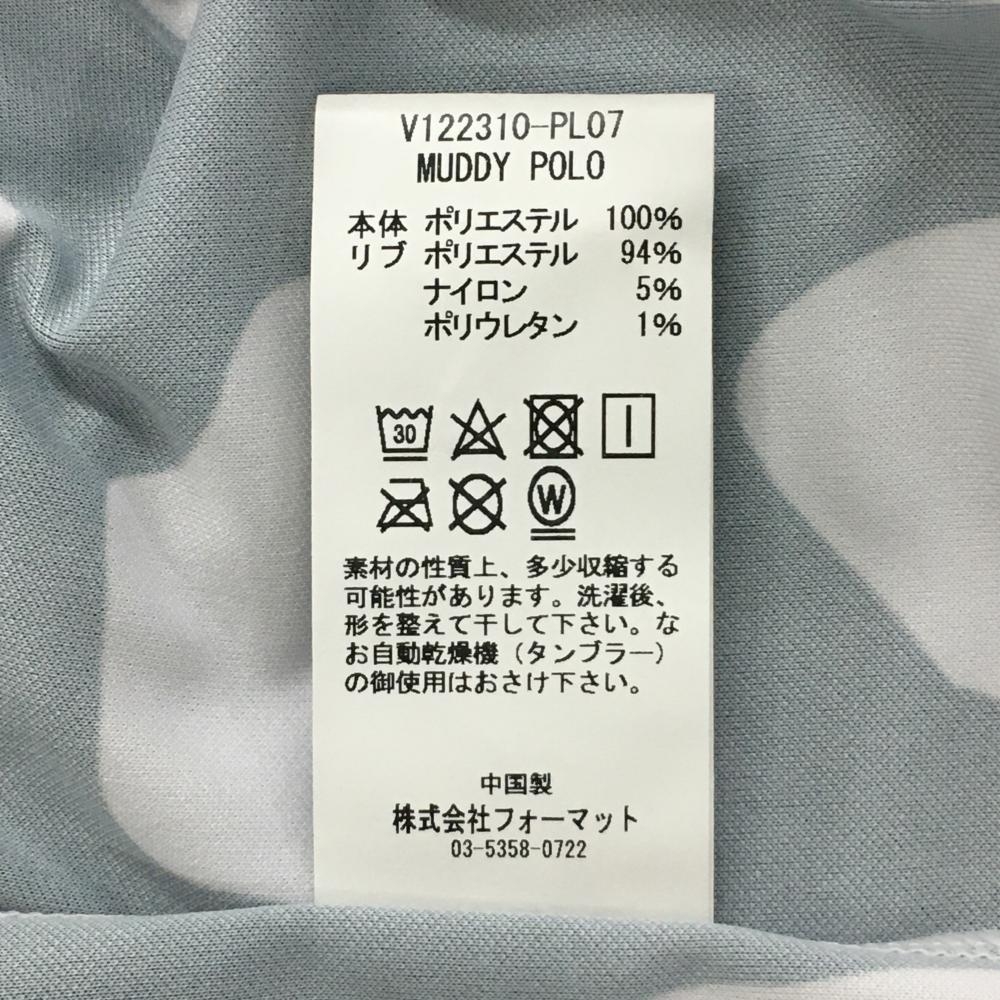 V122310-PL07
MUDDY POLO
本体 ポリエステル 100%
リブ ポリエステル 94%
ナイロン 5%
ポリウレタン 1%
30
W
素材の性質上、多少収縮する
可能性があります。洗濯後、
形を整えて干して下さい。な
お自動乾燥機（タンブラー）
の御使用はおさけ下さい。
中国製
株式会社フォーマット
03-5358-0722